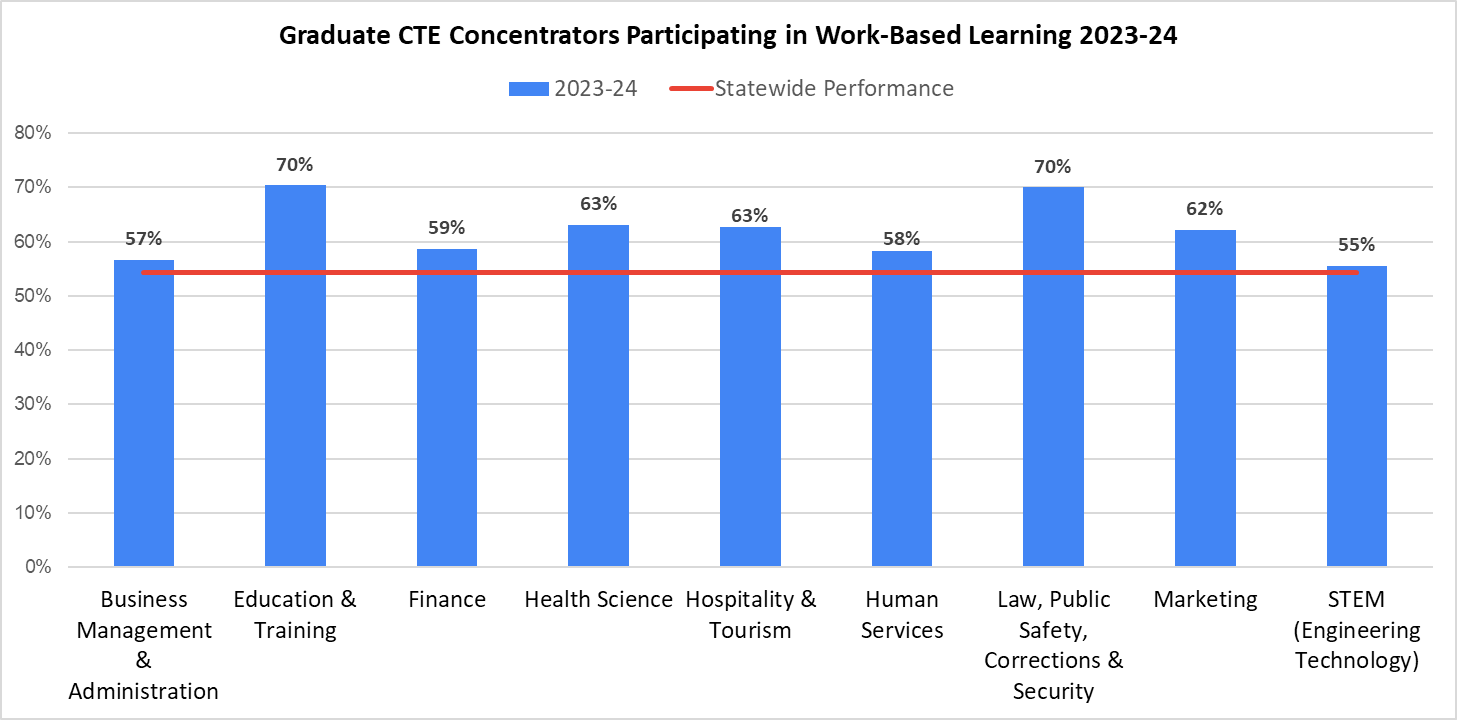 Graduate CTE Concentrators Participating in Work-Based Learning 2023-24
2023-24 Statewide Performance
80%
70%
60%
50%
40%
30%
20%
10%
0%
57%
70%
59%
63%
63%
58%
70%
62%
55%
Business
Management
&
Administration
Education &
Training
Finance
Health Science
Hospitality &
Tourism
Human
Services
Law, Public
Safety,
Corrections &
Security
Marketing
STEM
(Engineering
Technology)